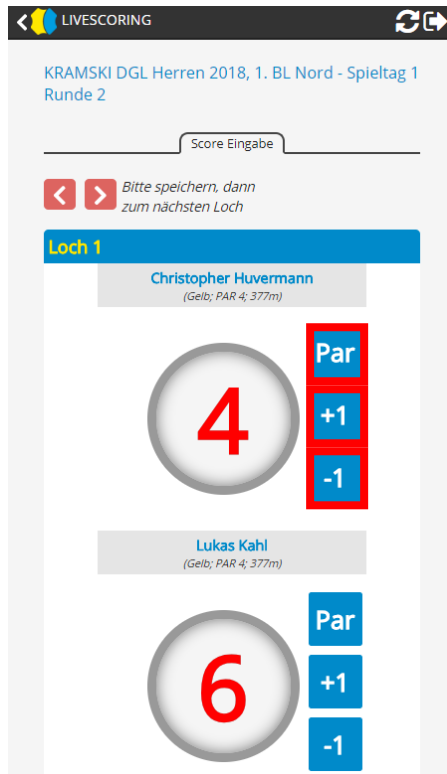 LIVESCORING
KRAMSKI DGL Herren 2018, 1. BL Nord - Spieltag 1
Runde 2
Score Eingabe
Bitte speichern, dann
zum nächsten Loch
Loch 1
Christopher Huvermann
(Gelb; PAR 4; 377m)
4
Par
+1
-1
Lukas Kahl
(Gelb; PAR 4; 377m)
6
Par
+1
-1